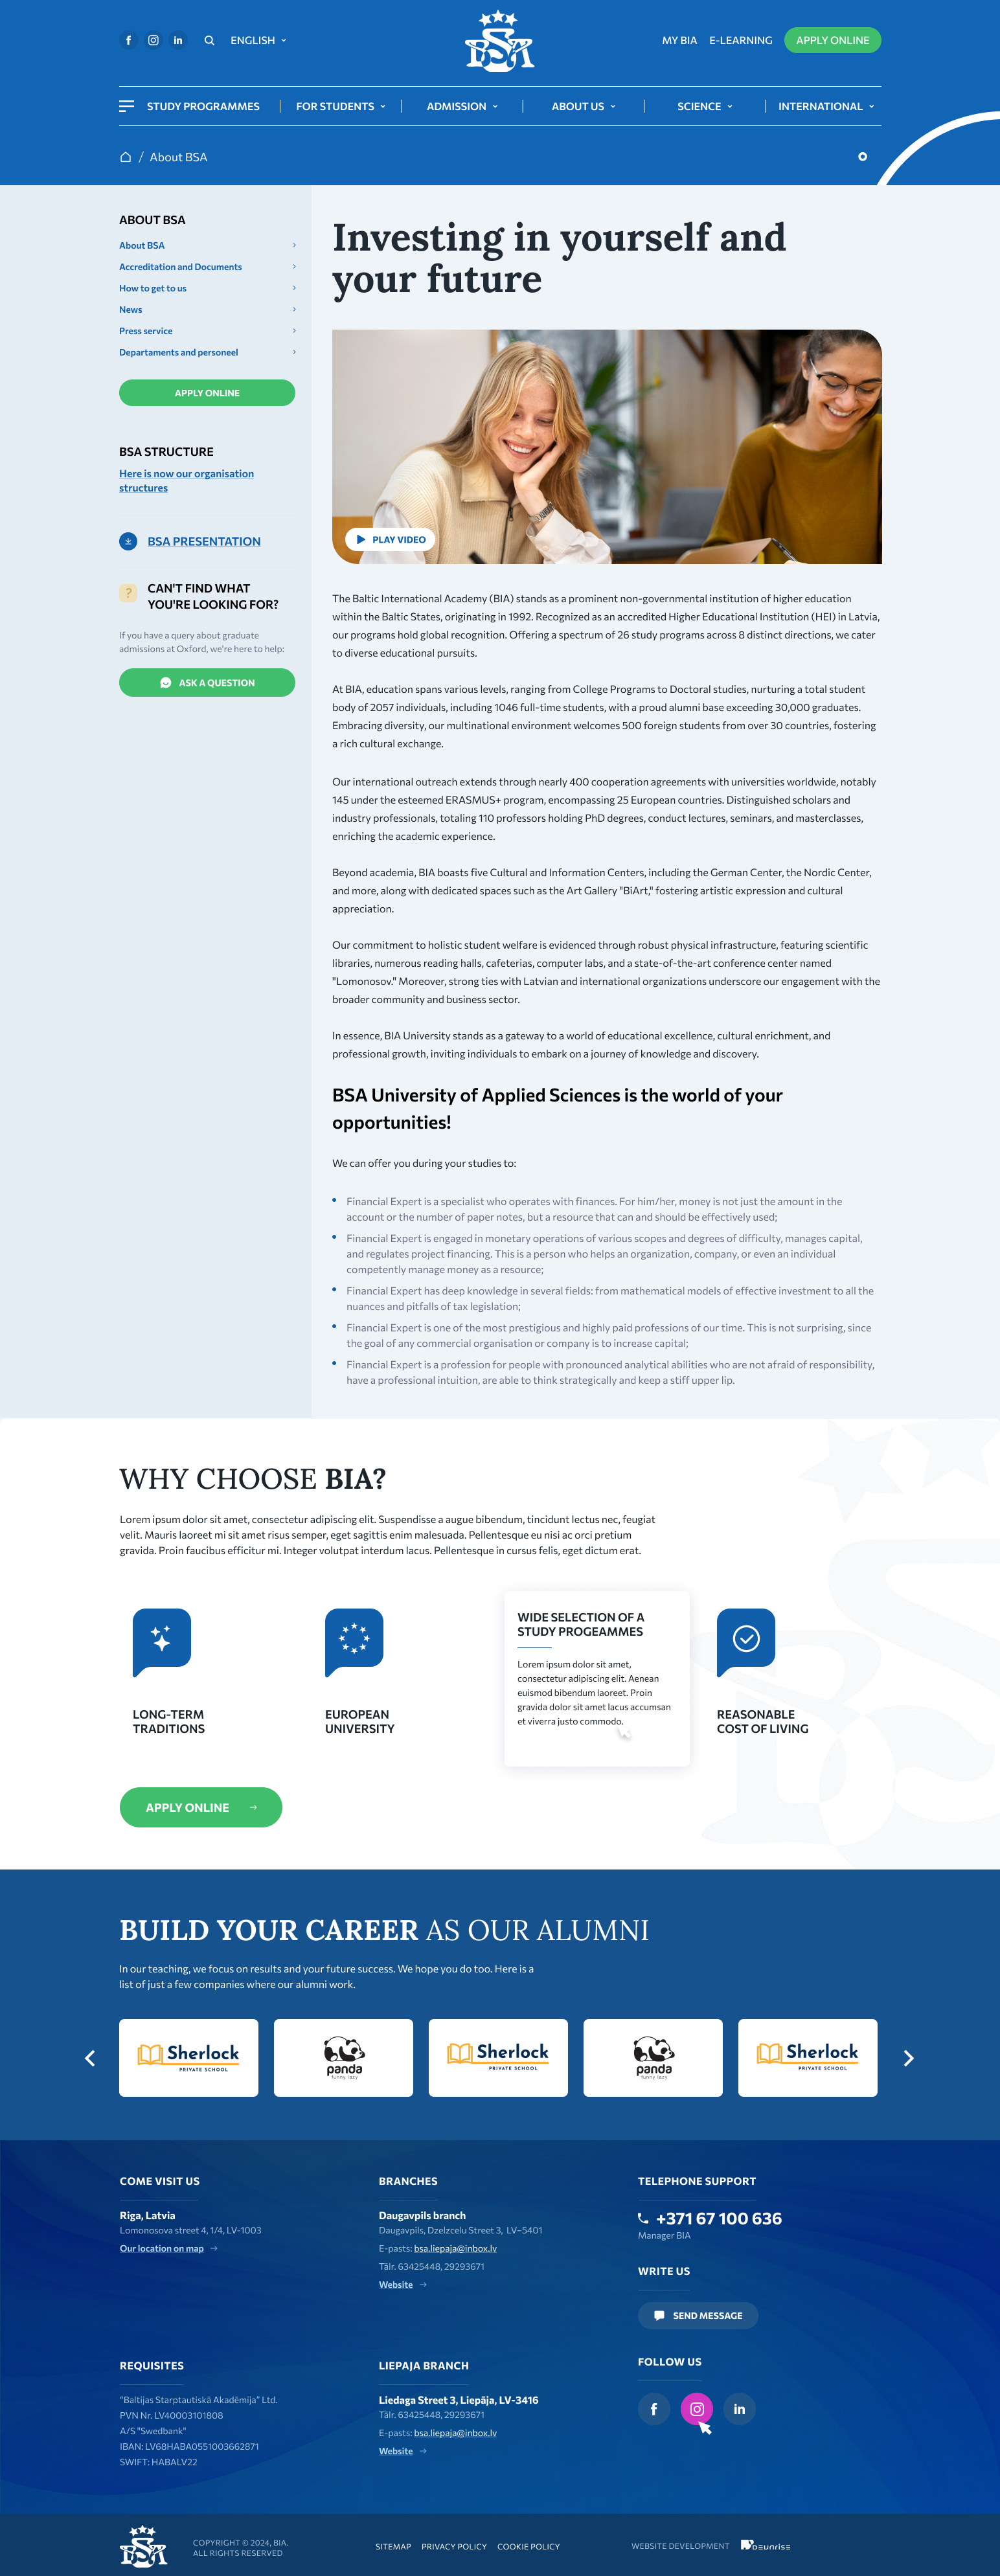 ENGLISH
BSA
MY BIA
E-LEARNING
APPLY ONLINE
STUDY PROGRAMMES
FOR STUDENTS
ADMISSION
ABOUT US
SCIENCE
INTERNATIONAL
/ About BSA
ABOUT BSA
About BSA
Accreditation and Documents
How to get to us
News
Press service
Departaments and personeel
APPLY ONLINE
BSA STRUCTURE
Here is now our organisation
structures
BSA PRESENTATION
?
CAN'T FIND WHAT
YOU'RE LOOKING FOR?
If you have a query about graduate
admissions at Oxford, we're here to help:
ASK A QUESTION
Investing in yourself and
your future
PLAY VIDEO
The Baltic International Academy (BIA) stands as a prominent non-governmental institution of higher education
within the Baltic States, originating in 1992. Recognized as an accredited Higher Educational Institution (HEI) in Latvia,
our programs hold global recognition. Offering a spectrum of 26 study programs across 8 distinct directions, we cater
to diverse educational pursuits.
At BIA, education spans various levels, ranging from College Programs to Doctoral studies, nurturing a total student
body of 2057 individuals, including 1046 full-time students, with a proud alumni base exceeding 30,000 graduates.
Embracing diversity, our multinational environment welcomes 500 foreign students from over 30 countries, fostering
a rich cultural exchange.
Our international outreach extends through nearly 400 cooperation agreements with universities worldwide, notably
145 under the esteemed ERASMUS+ program, encompassing 25 European countries. Distinguished scholars and
industry professionals, totaling 110 professors holding PhD degrees, conduct lectures, seminars, and masterclasses,
enriching the academic experience.
Beyond academia, BIA boasts five Cultural and Information Centers, including the German Center, the Nordic Center,
and more, along with dedicated spaces such as the Art Gallery "BiArt," fostering artistic expression and cultural
appreciation.
Our commitment to holistic student welfare is evidenced through robust physical infrastructure, featuring scientific
libraries, numerous reading halls, cafeterias, computer labs, and a state-of-the-art conference center named
"Lomonosov." Moreover, strong ties with Latvian and international organizations underscore our engagement with the
broader community and business sector.
In essence, BIA University stands as a gateway to a world of educational excellence, cultural enrichment, and
professional growth, inviting individuals to embark on a journey of knowledge and discovery.
BSA University of Applied Sciences is the world of your
opportunities!
We can offer you during your studies to:
Financial Expert is a specialist who operates with finances. For him/her, money is not just the amount in the
account or the number of paper notes, but a resource that can and should be effectively used;
Financial Expert is engaged in monetary operations of various scopes and degrees of difficulty, manages capital,
and regulates project financing. This is a person who helps an organization, company, or even an individual
competently manage money as a resource;
Financial Expert has deep knowledge in several fields: from mathematical models of effective investment to all the
nuances and pitfalls of tax legislation;
Financial Expert is one of the most prestigious and highly paid professions of our time. This is not surprising, since
the goal of any commercial organisation or company is to increase capital;
Financial Expert is a profession for people with pronounced analytical abilities who are not afraid of responsibility,
have a professional intuition, are able to think strategically and keep a stiff upper lip.
WHY CHOOSE BIA?
Lorem ipsum dolor sit amet, consectetur adipiscing elit. Suspendisse a augue bibendum, tincidunt lectus nec, feugiat
velit. Mauris laoreet mi sit amet risus semper, eget sagittis enim malesuada. Pellentesque eu nisi ac orci pretium
gravida. Proin faucibus efficitur mi. Integer volutpat interdum lacus. Pellentesque in cursus felis, eget dictum erat.
LONG-TERM
TRADITIONS
EUROPEAN
UNIVERSITY
WIDE SELECTION OF A
STUDY PROGEAMMES
Lorem ipsum dolor sit amet,
consectetur adipiscing elit. Aenean
euismod bibendum laoreet. Proin
gravida dolor sit amet lacus accumsan
et viverra justo commodo.
REASONABLE
COST OF LIVING
APPLY ONLINE
BUILD YOUR CAREER AS OUR ALUMNI
In our teaching, we focus on results and your future success. We hope you do too. Here is a
list of just a few companies where our alumni work.
Sherlock
PRIVATE SCHOOL
panda
funny lazy
Sherlock
PRIVATE SCHOOL
panda
funny lazy
Sherlock
PRIVATE SCHOOL
COME VISIT US
Riga, Latvia
Lomonosova street 4, 1/4, LV-1003
Our location on map
BRANCHES
Daugavpils branch
Daugavpils, Dzelzcelu Street 3, LV–5401
E-pasts: bsa.liepaja@inbox.lv
Tālr. 63425448, 29293671
Website
TELEPHONE SUPPORT
+371 67 100 636
Manager BIA
WRITE US
SEND MESSAGE
REQUISITES
"Baltijas Starptautiskā Akadēmija" Ltd.
PVN Nr. LV40003101808
A/S "Swedbank"
IBAN: LV68HABA0551003662871
SWIFT: HABALV22
LIEPAJA BRANCH
Liedaga Street 3, Liepāja, LV-3416
Tālr. 63425448, 29293671
E-pasts: bsa.liepaja@inbox.lv
Website
FOLLOW US
BSA
COPYRIGHT © 2024, BIA.
ALL RIGHTS RESERVED
SITEMAP
PRIVACY POLICY
COOKIE POLICY
WEBSITE DEVELOPMENT